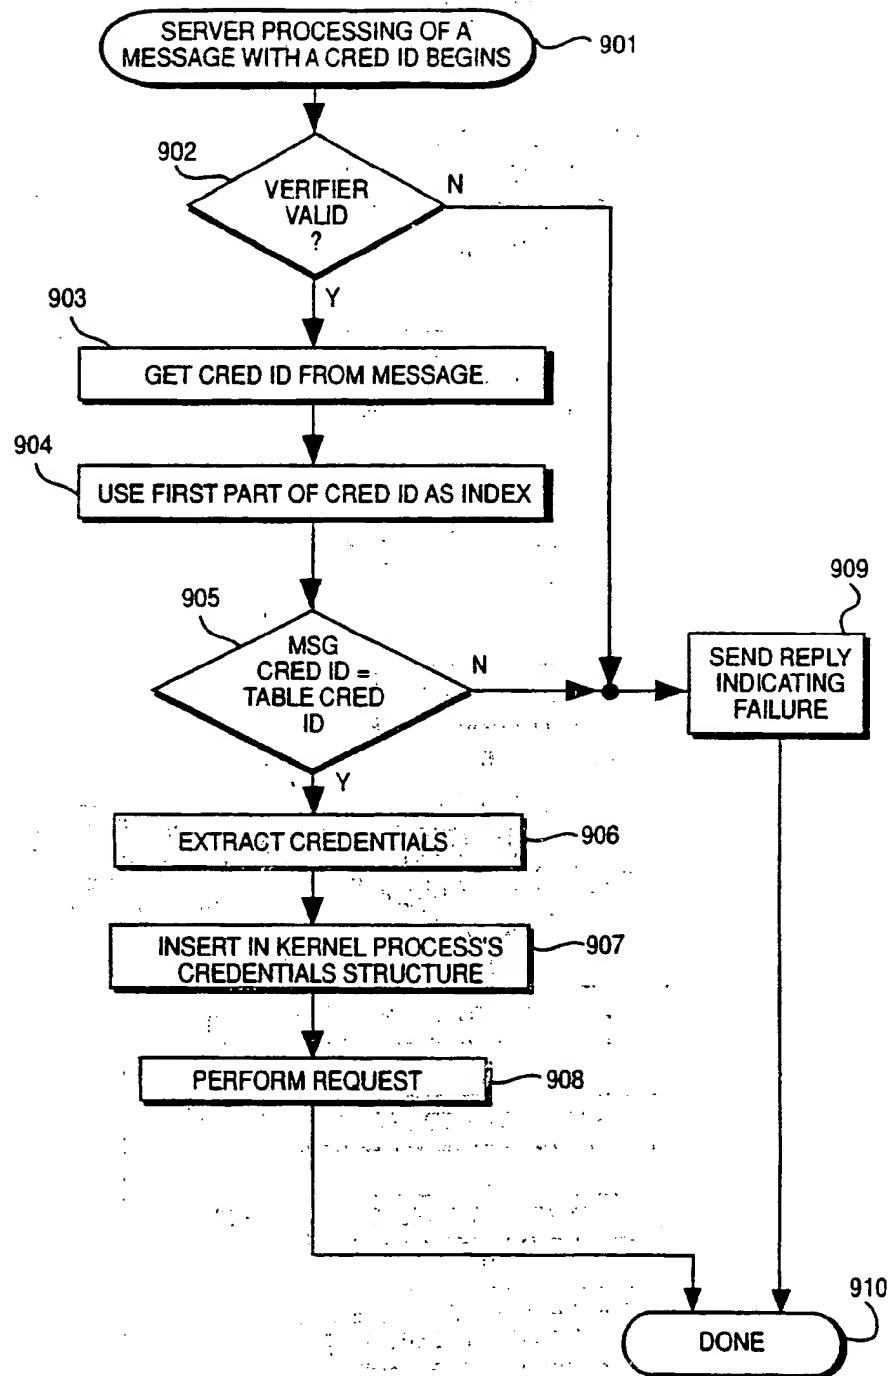 SERVER PROCESSING OF A
MESSAGE WITH A CRED ID BEGINS
901
902
VERIFIER
VALID
?
N
Y
903
GET CRED ID FROM MESSAGE
904
USE FIRST PART OF CRED ID AS INDEX
905
MSG
CRED ID =
TABLE CRED
ID
N
Y
909
SEND REPLY
INDICATING
FAILURE
EXTRACT CREDENTIALS
906
INSERT IN KERNEL PROCESS'S
CREDENTIALS STRUCTURE
907
PERFORM REQUEST
908
910
DONE